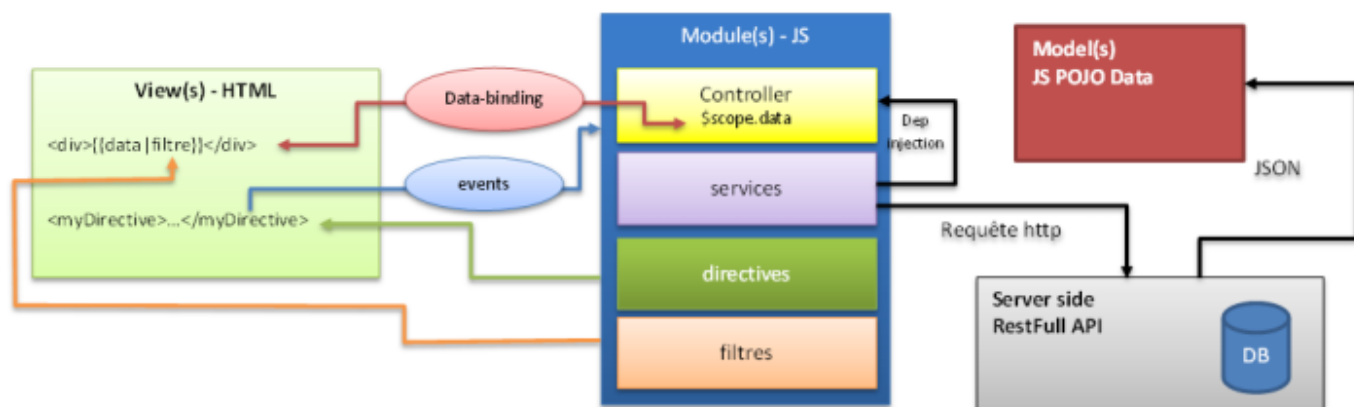 View(s) - HTML
<div>{{data|filtre}}</div>
<myDirective>...</myDirective>
Data-binding
events
Module(s) - JS
Controller
$scope.data
services
directives
filtres
Dep
injection
Requête http
Model(s)
JS POJO Data
JSON
Server side
RestFull API
DB